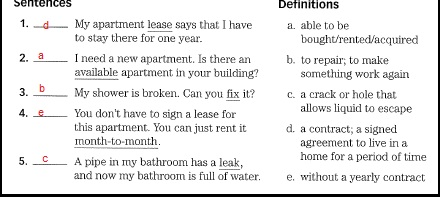 Sentences
Definitions
1. d My apartment lease says that I have
to stay there for one year.
2. a I need a new apartment. Is there an
available apartment in your building?
3. b My shower is broken. Can you fix it?
4. e You don't have to sign a lease for
this apartment. You can just rent it
month-to-month.
5. c A pipe in my bathroom has a leak,
and now my bathroom is full of water.
a. able to be
bought/rented/acquired
b. to repair; to make
something work again
c. a crack or hole that
allows liquid to escape
d. a contract; a signed
agreement to live in a
home for a period of time
e. without a yearly contract